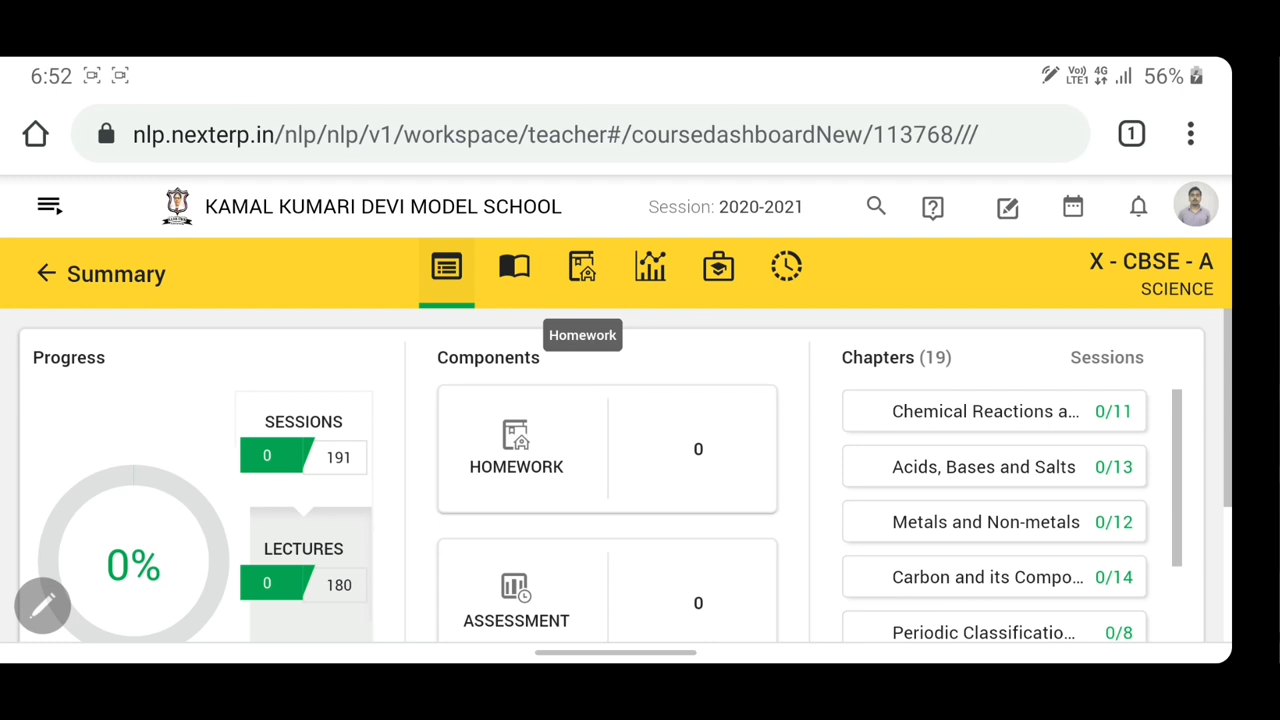 6:52
Vo)) 4G
LTE1
56%
nlp.nexterp.in/nlp/nlp/v1/workspace/teacher#/coursedashboardNew/113768///
1
KAMAL KUMARI DEVI MODEL SCHOOL
Session: 2020-2021
Summary
X - CBSE - A
SCIENCE
Homework
Progress
SESSIONS
0 191
LECTURES
0 180
0%
Components
HOMEWORK
0
ASSESSMENT
0
Chapters (19) Sessions
Chemical Reactions a... 0/11
Acids, Bases and Salts 0/13
Metals and Non-metals 0/12
Carbon and its Compo... 0/14
Periodic Classificatio... 0/8